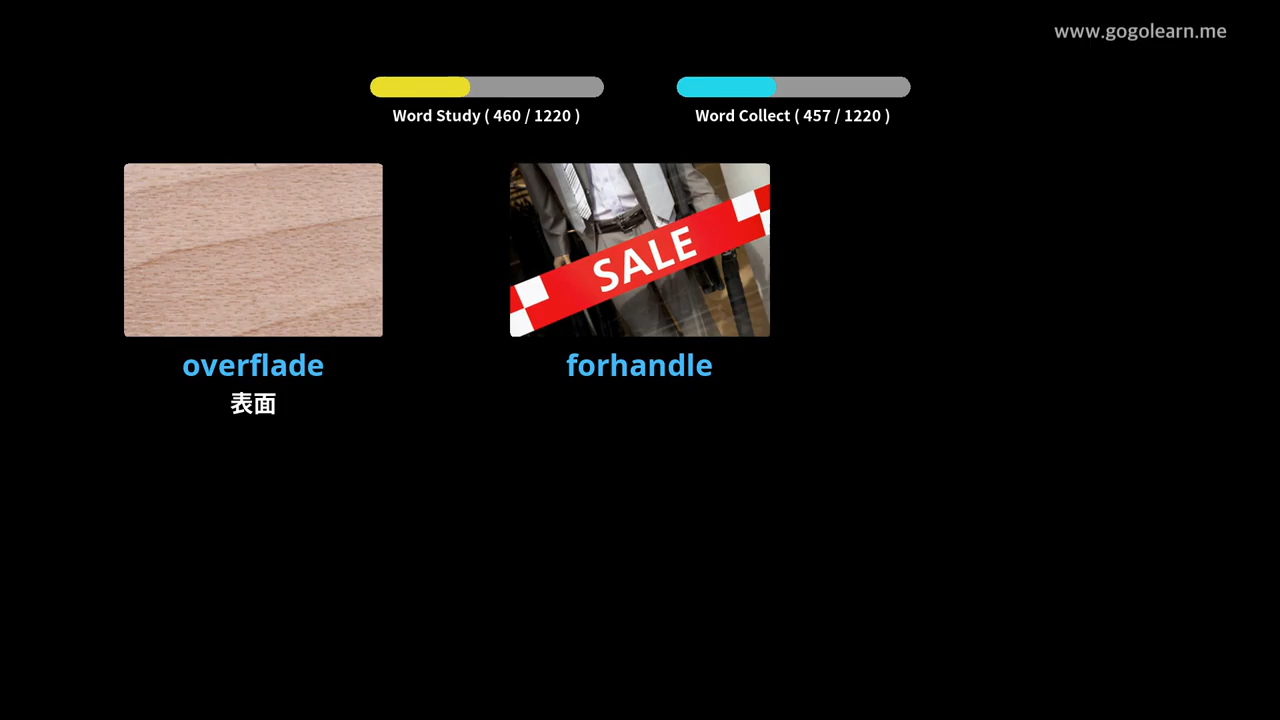 www.gogolearn.me
Word Study ( 460 / 1220 )
Word Collect ( 457 / 1220 )
SALE
overflade
forhandle
表面